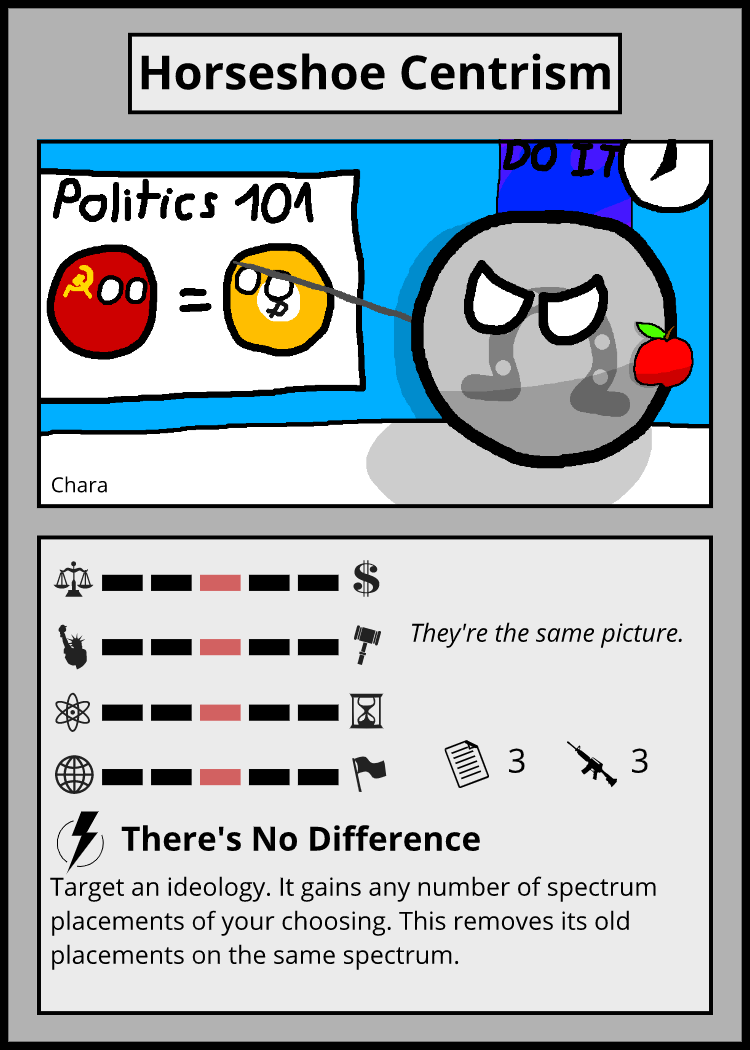 Horseshoe Centrism
DO IT
Politics 101
=
Chara
$
They're the same picture.
3 3
There's No Difference
Target an ideology. It gains any number of spectrum
placements of your choosing. This removes its old
placements on the same spectrum.